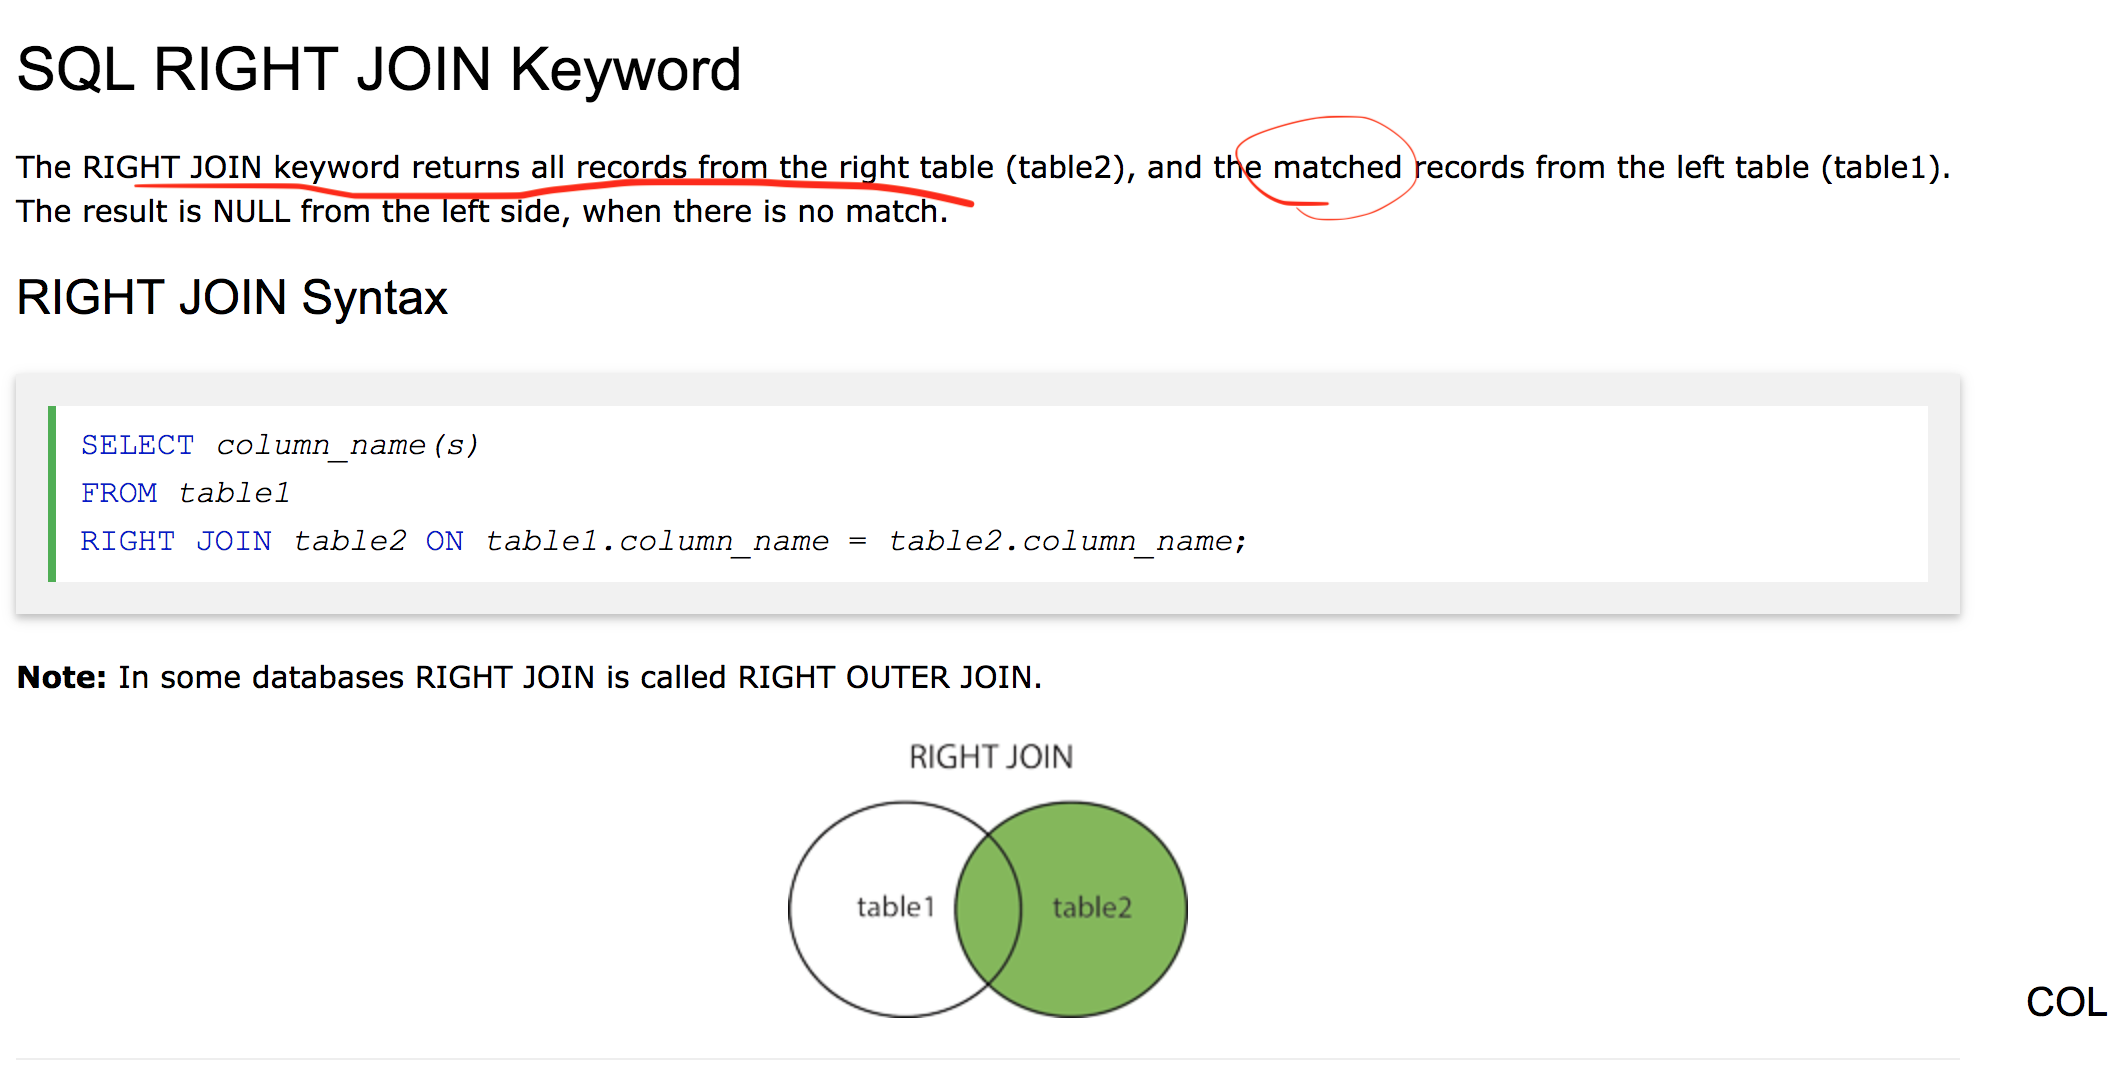 SQL RIGHT JOIN Keyword
The RIGHT JOIN keyword returns all records from the right table (table2), and the matched records from the left table (table1).
The result is NULL from the left side, when there is no match.
RIGHT JOIN Syntax
SELECT column_name(s)
FROM table1
RIGHT JOIN table2 ON table1.column_name = table2.column_name;
Note: In some databases RIGHT JOIN is called RIGHT OUTER JOIN.
RIGHT JOIN
table1 table2
COL